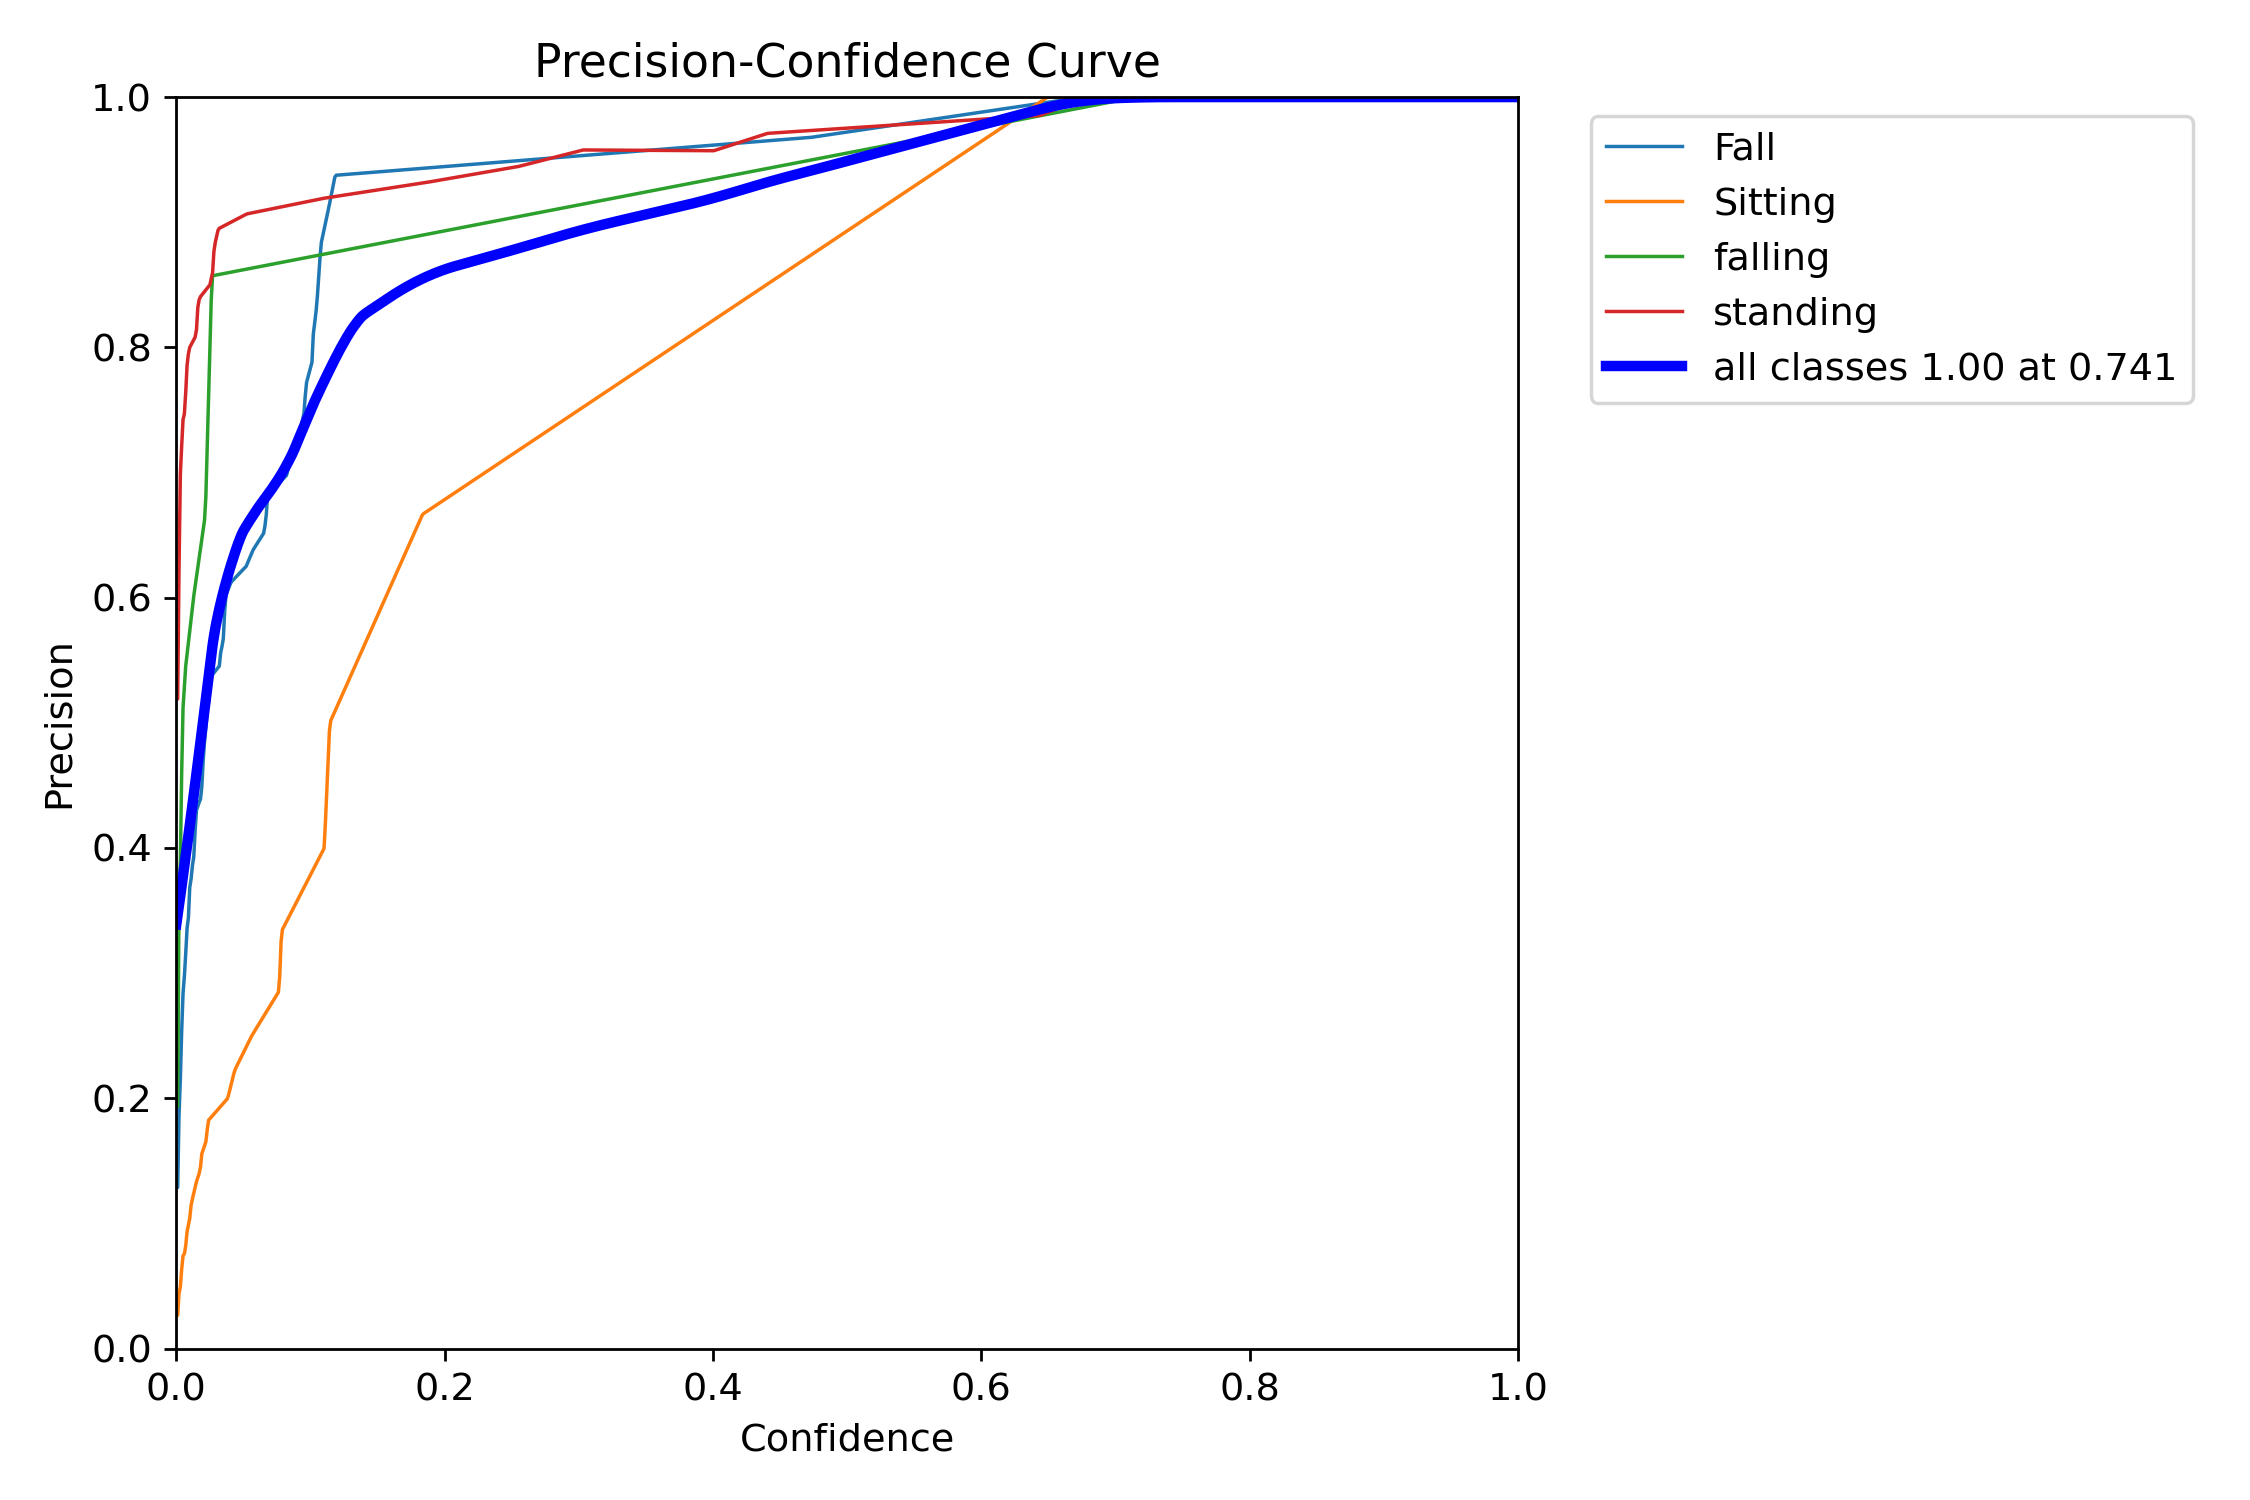 Precision-Confidence Curve
1.0
0.8
0.6
0.4
0.2
0.0
Precision
0.0 0.2 0.4 0.6 0.8 1.0
Confidence
Fall
Sitting
falling
standing
all classes 1.00 at 0.741